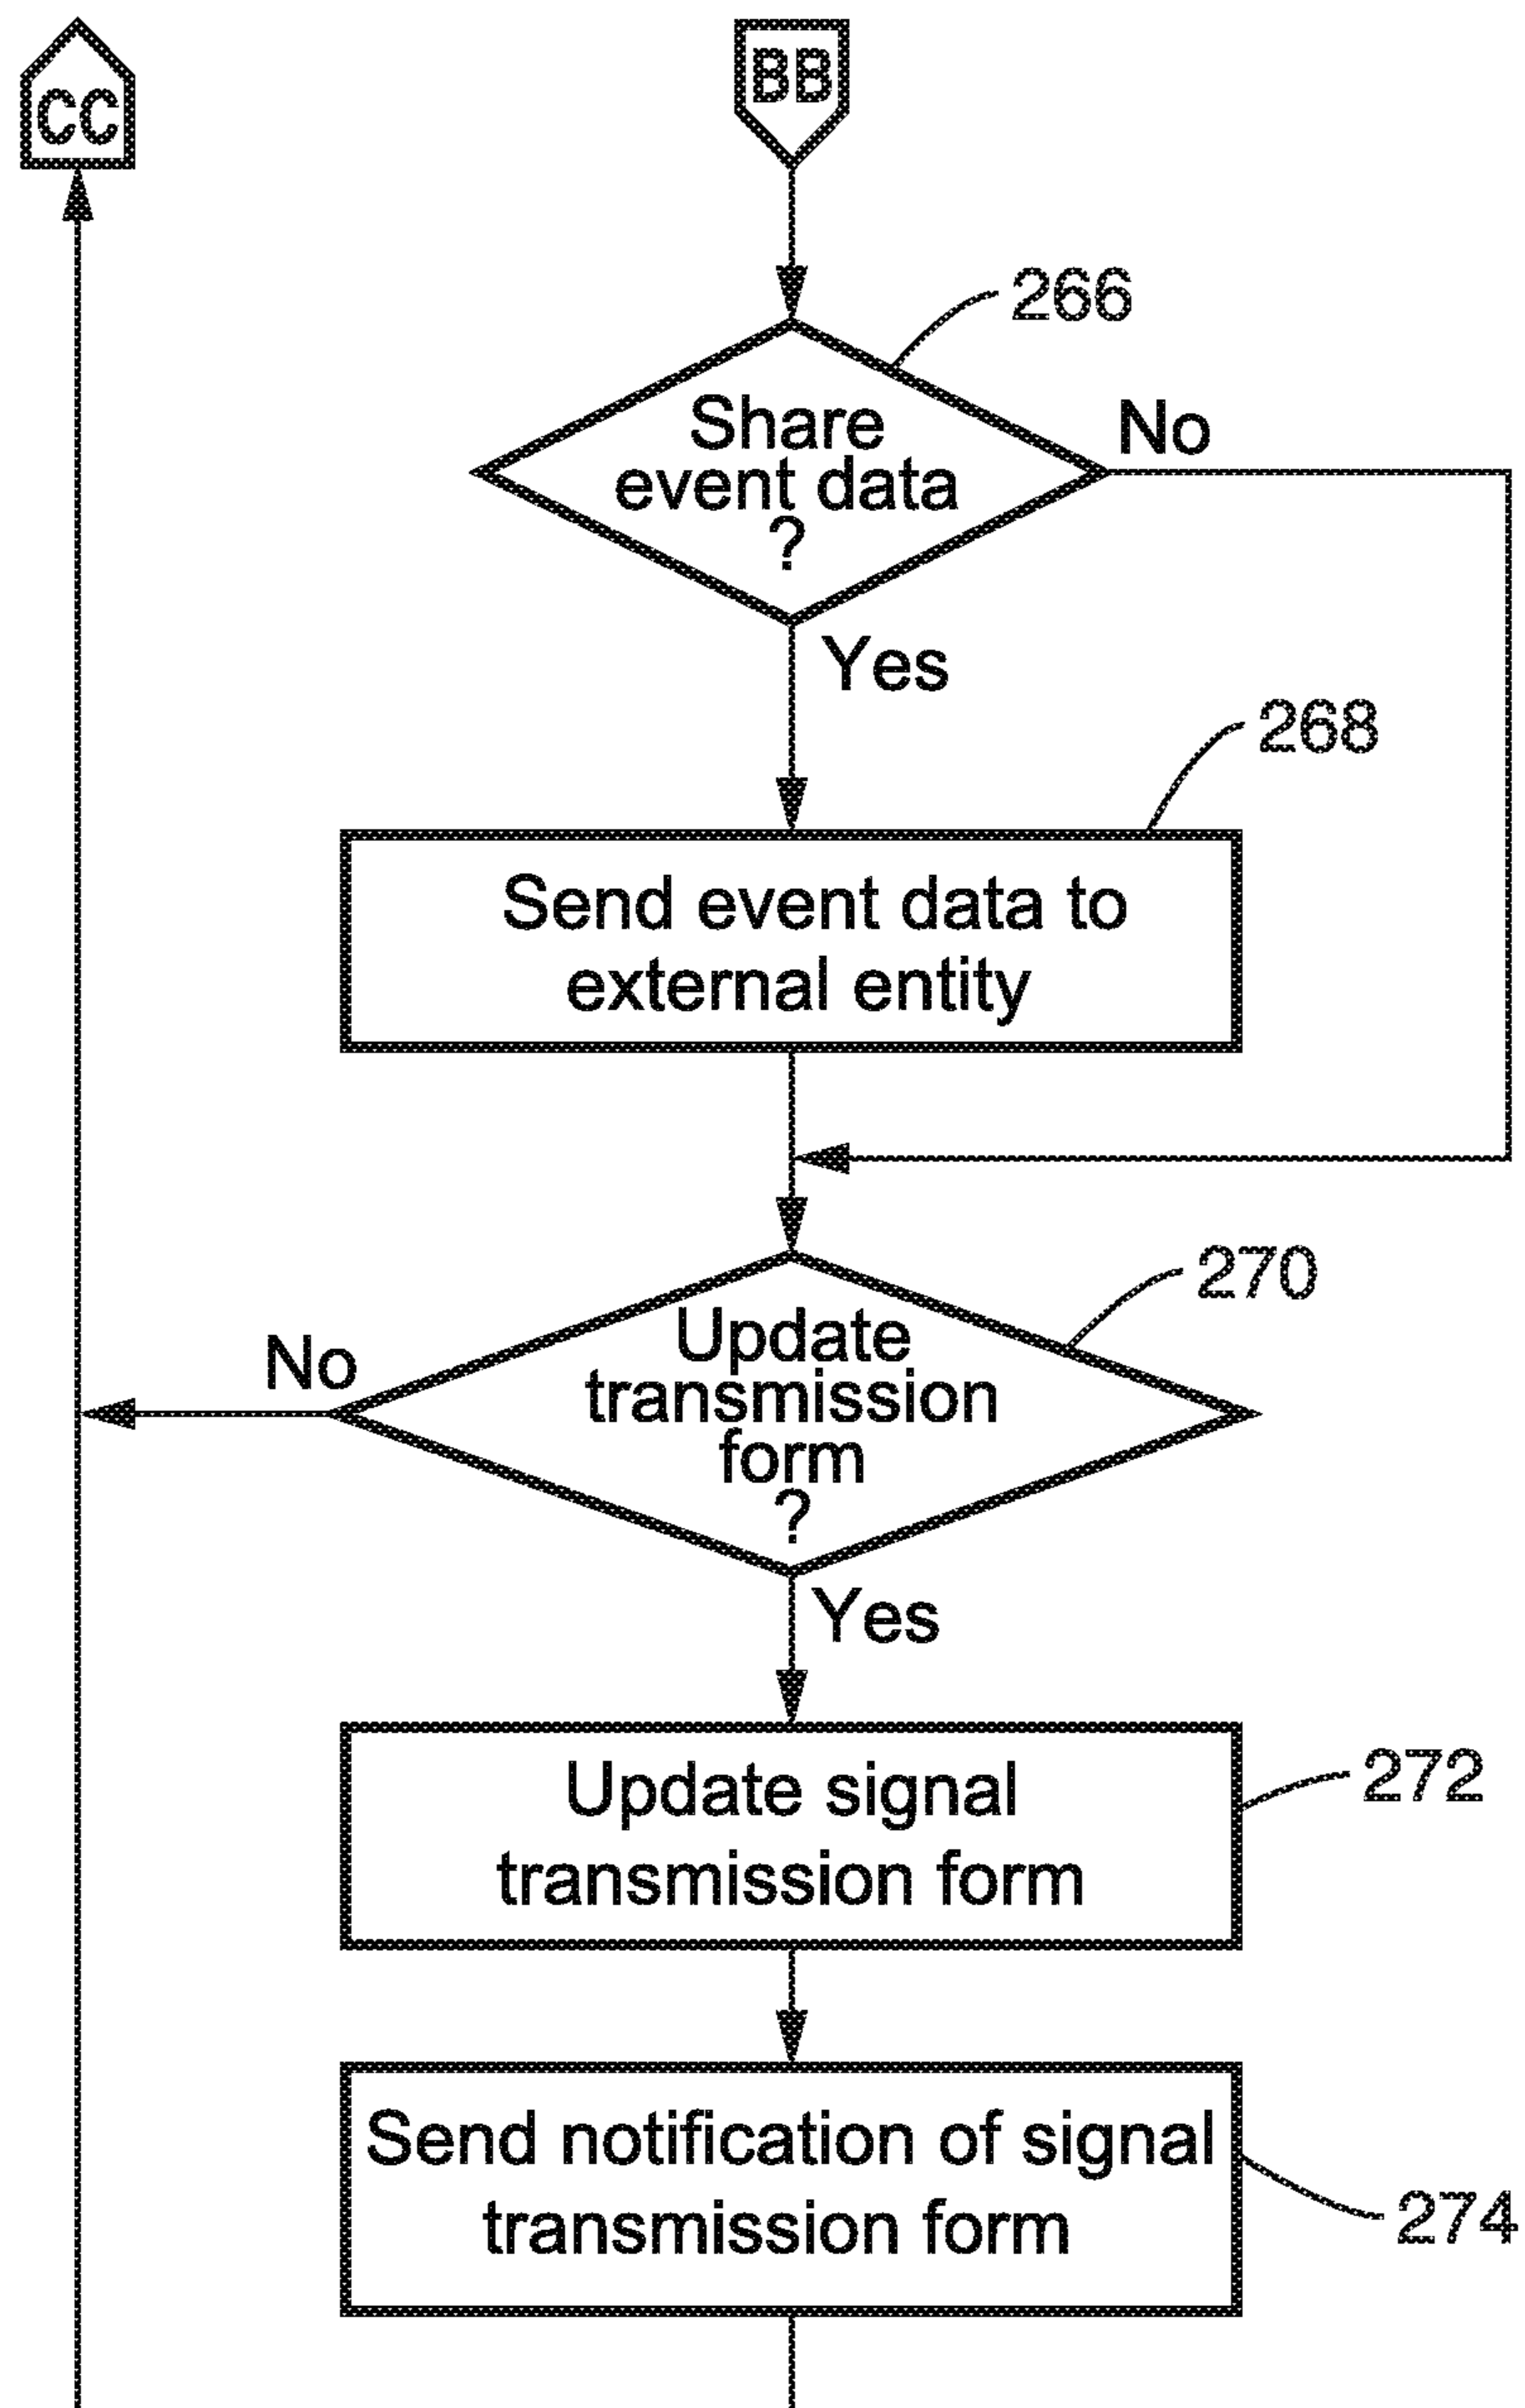 CC
BB
266
Share
event data
?
No
Yes
268
Send event data to
external entity
270
Update
transmission
form
?
No
Yes
Update signal
transmission form
272
Send notification of signal
transmission form
274